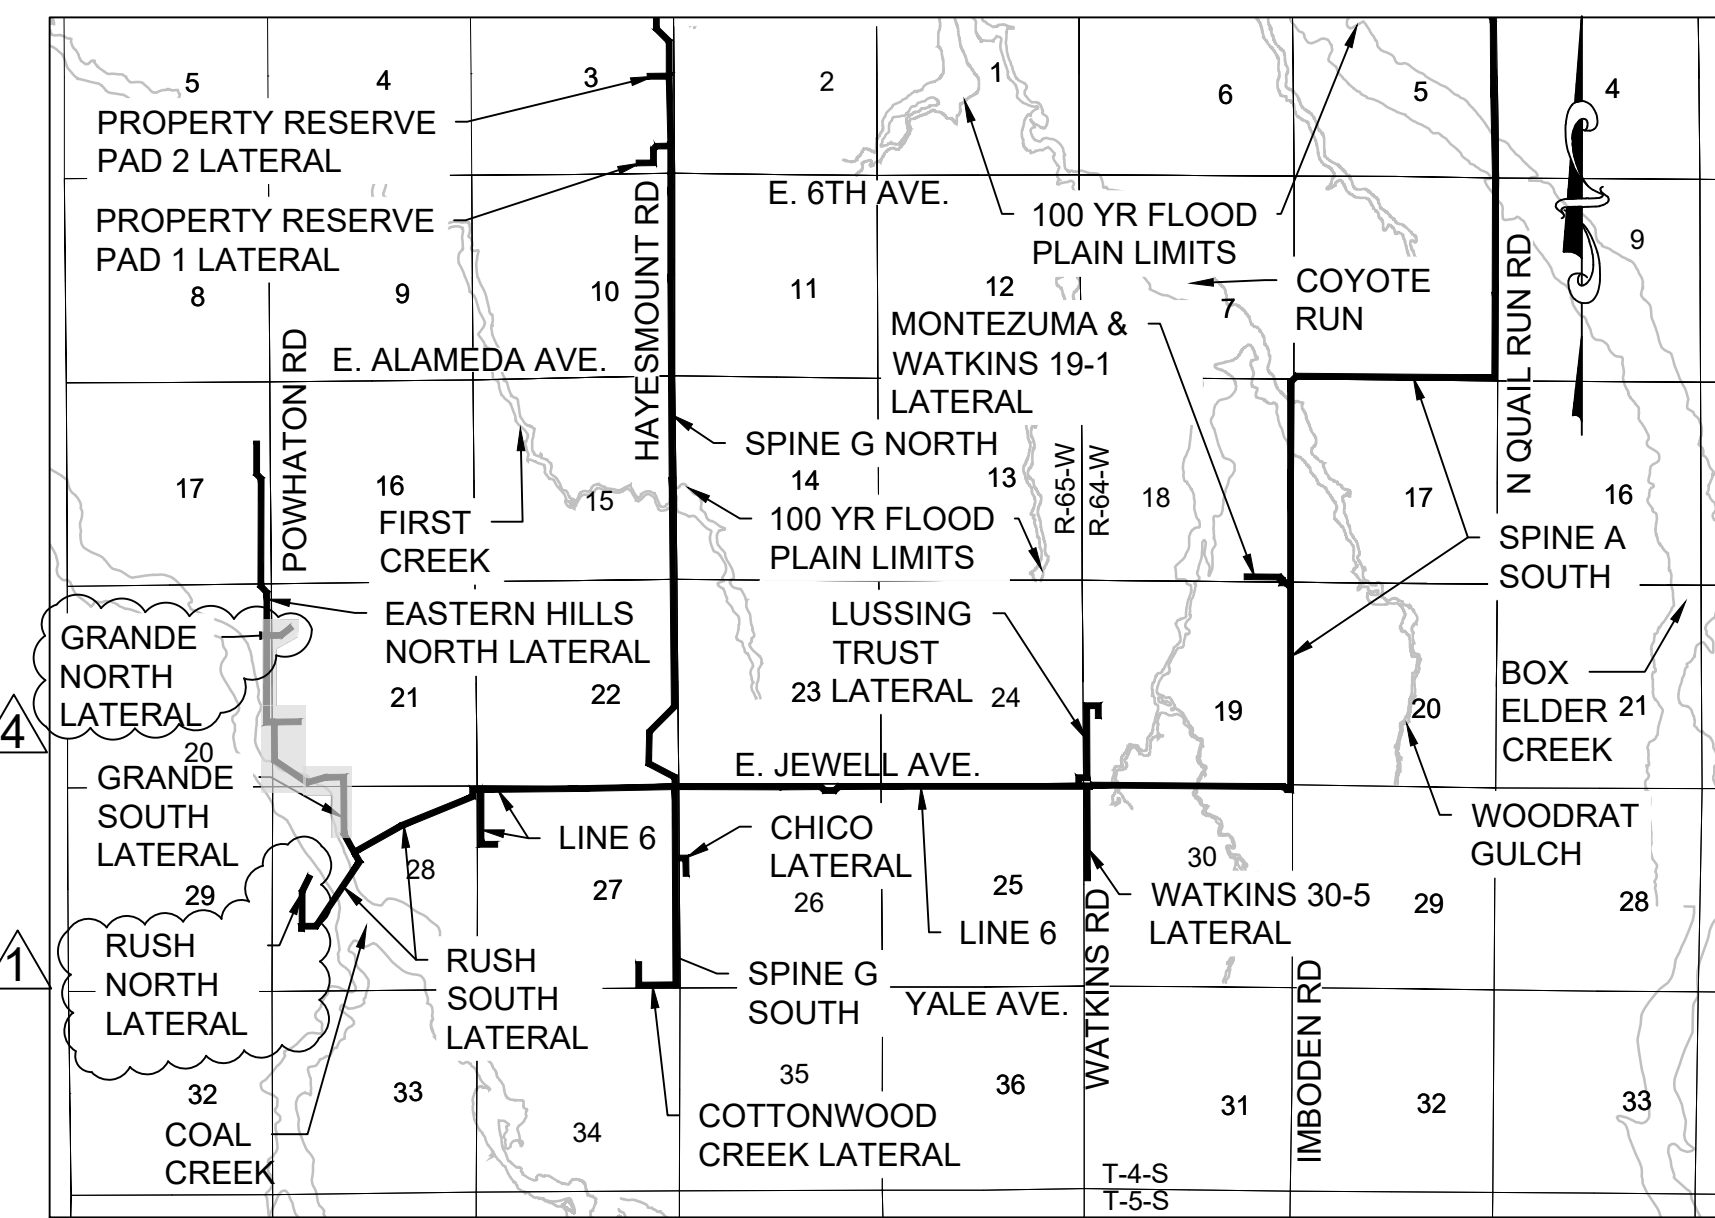 5
4
3
2
1
6
5
4
PROPERTY RESERVE
PAD 2 LATERAL
PROPERTY RESERVE
PAD 1 LATERAL
HAYESMOUNT RD
E. 6TH AVE.
100 YR FLOOD
PLAIN LIMITS
N QUAIL RUN RD
9
8
9
10
11
12
7
COYOTE
RUN
MONTEZUMA &
WATKINS 19-1
LATERAL
POWHATON RD
E. ALAMEDA AVE.
SPINE G NORTH
17
16
15
14
13
R-65-W
R-64-W
18
17
16
FIRST
CREEK
100 YR FLOOD
PLAIN LIMITS
SPINE A
SOUTH
EASTERN HILLS
NORTH LATERAL
LUSSING
TRUST
LATERAL
GRANDE
NORTH
LATERAL
4
20
21
22
23
24
19
20
21
BOX
ELDER
CREEK
E. JEWELL AVE.
GRANDE
SOUTH
LATERAL
LINE 6
CHICO
LATERAL
WOODRAT
GULCH
29
28
27
26
25
30
29
28
WATKINS 30-5
LATERAL
LINE 6
WATKINS RD
IMBODEN RD
1
RUSH
NORTH
LATERAL
RUSH
SOUTH
LATERAL
SPINE G
SOUTH
YALE AVE.
32
33
34
35
36
31
32
33
COAL
CREEK
COTTONWOOD
CREEK LATERAL
T-4-S
T-5-S